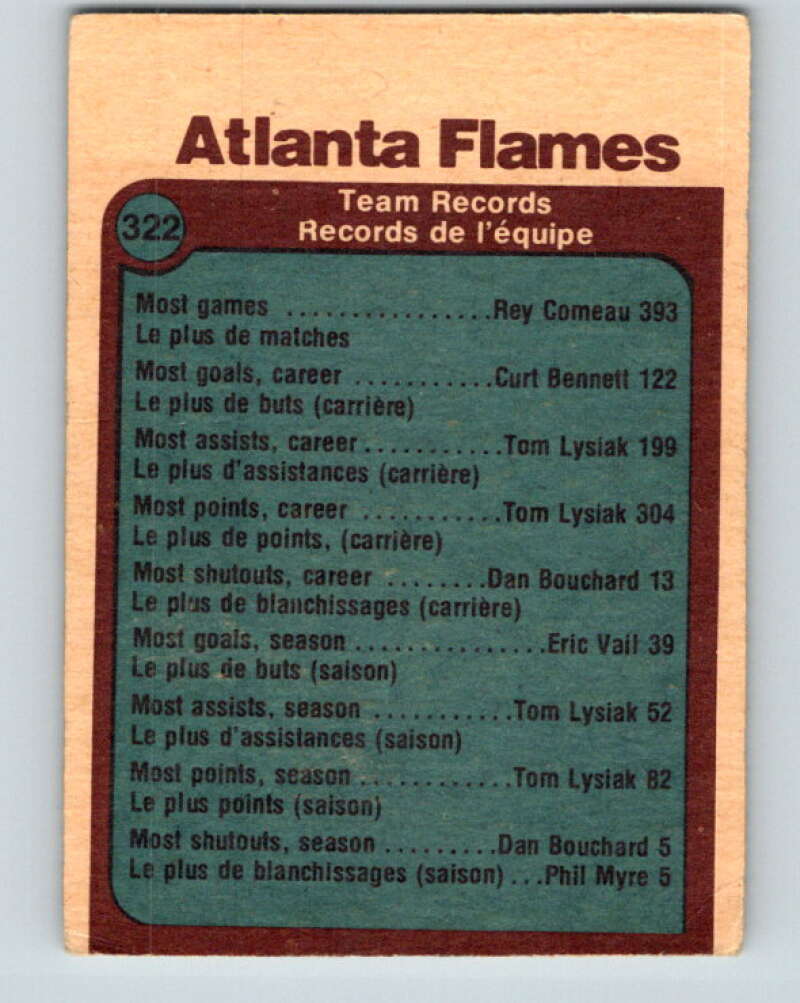 Atlanta Flames
322
Team Records
Records de l'équipe
Most games ................Rey Comeau 393
Le plus de matches
Most goals, career ...........Curt Bennett 122
Le plus de buts (carrière)
Most assists, career...........Tom Lysiak 199
Le plus d'assistances (carrière)
Most points, career ...........Tom Lysiak 304
Le plus de points, (carrière)
Most shutouts, career ........Dan Bouchard 13
Le plus de blanchissages (carrière)
Most goals, season ...............Eric Vail 39
Le plus de buts (saison)
Most assists, season ...........Tom Lysiak 52
Le plus d'assistances (saison)
Most points, season ............Tom Lysiak 82
Le plus points (saison)
Most shutouts, season .........Dan Bouchard 5
Le plus de blanchissages (saison) ...Phil Myre 5